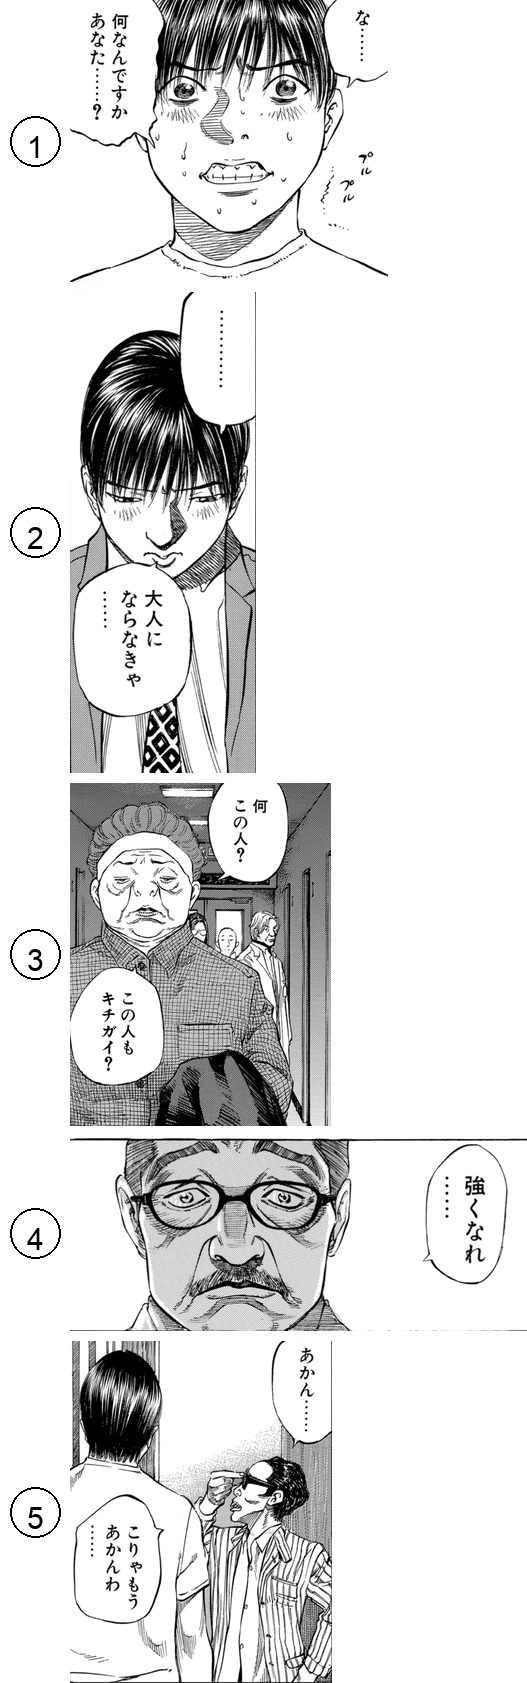 1
な……
何なんですか
あなた……？
プル
プル
2
…………
大人に
ならなきゃ
……
3
何
この人？
この人も
キチガイ？
4
強くなれ
……
5
あかん……
こりゃもう
あかんわ
……